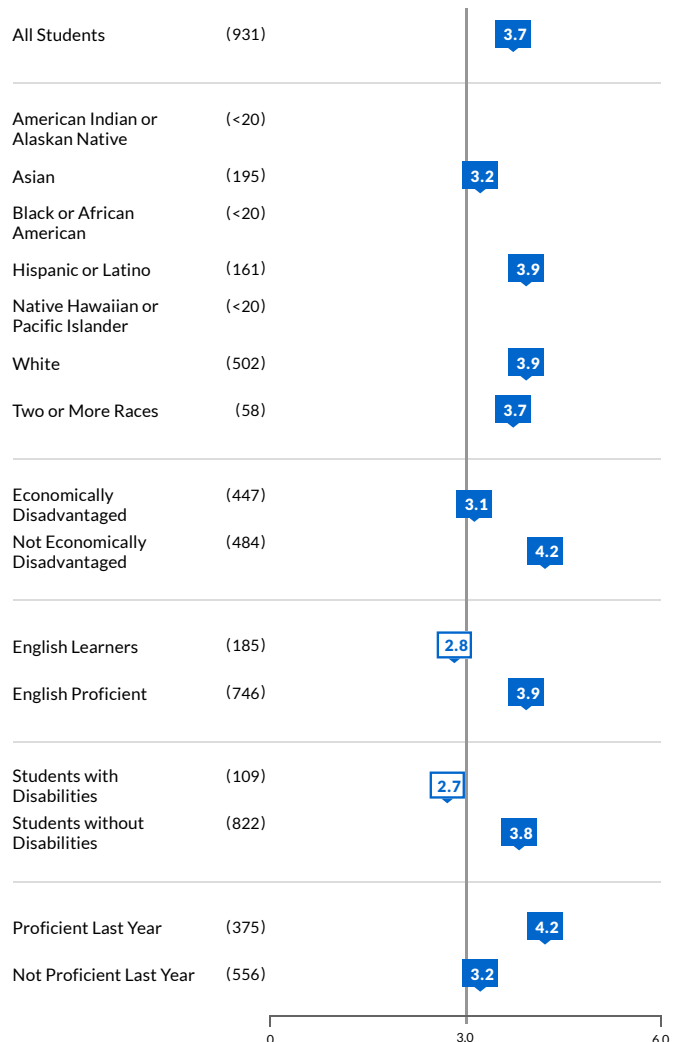 All Students (931) 3.7
American Indian or
Alaskan Native (<20)
Asian (195) 3.2
Black or African
American (<20)
Hispanic or Latino (161) 3.9
Native Hawaiian or
Pacific Islander (<20)
White (502) 3.9
Two or More Races (58) 3.7
Economically
Disadvantaged (447) 3.1
Not Economically
Disadvantaged (484) 4.2
English Learners (185) 2.8
English Proficient (746) 3.9
Students with
Disabilities (109) 2.7
Students without
Disabilities (822) 3.8
Proficient Last Year (375) 4.2
Not Proficient Last Year (556) 3.2
0 3.0 6.0